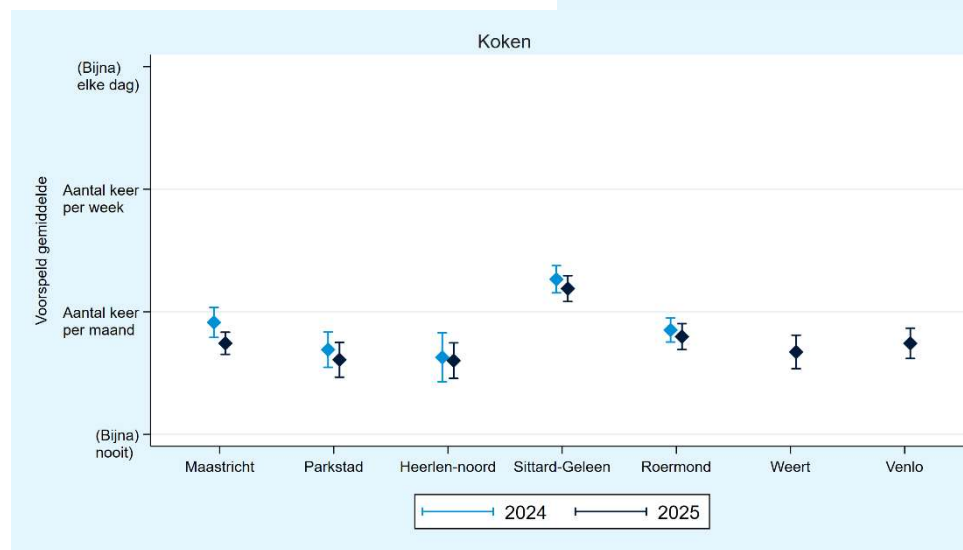 Koken
(Bijna)
elke dag)
Aantal keer
per week
Voorspeld gemiddelde
Aantal keer
per maand
(Bijna)
nooit)
Maastricht Parkstad Heerlen-noord Sittard-Geleen Roermond Weert Venlo
2024 2025